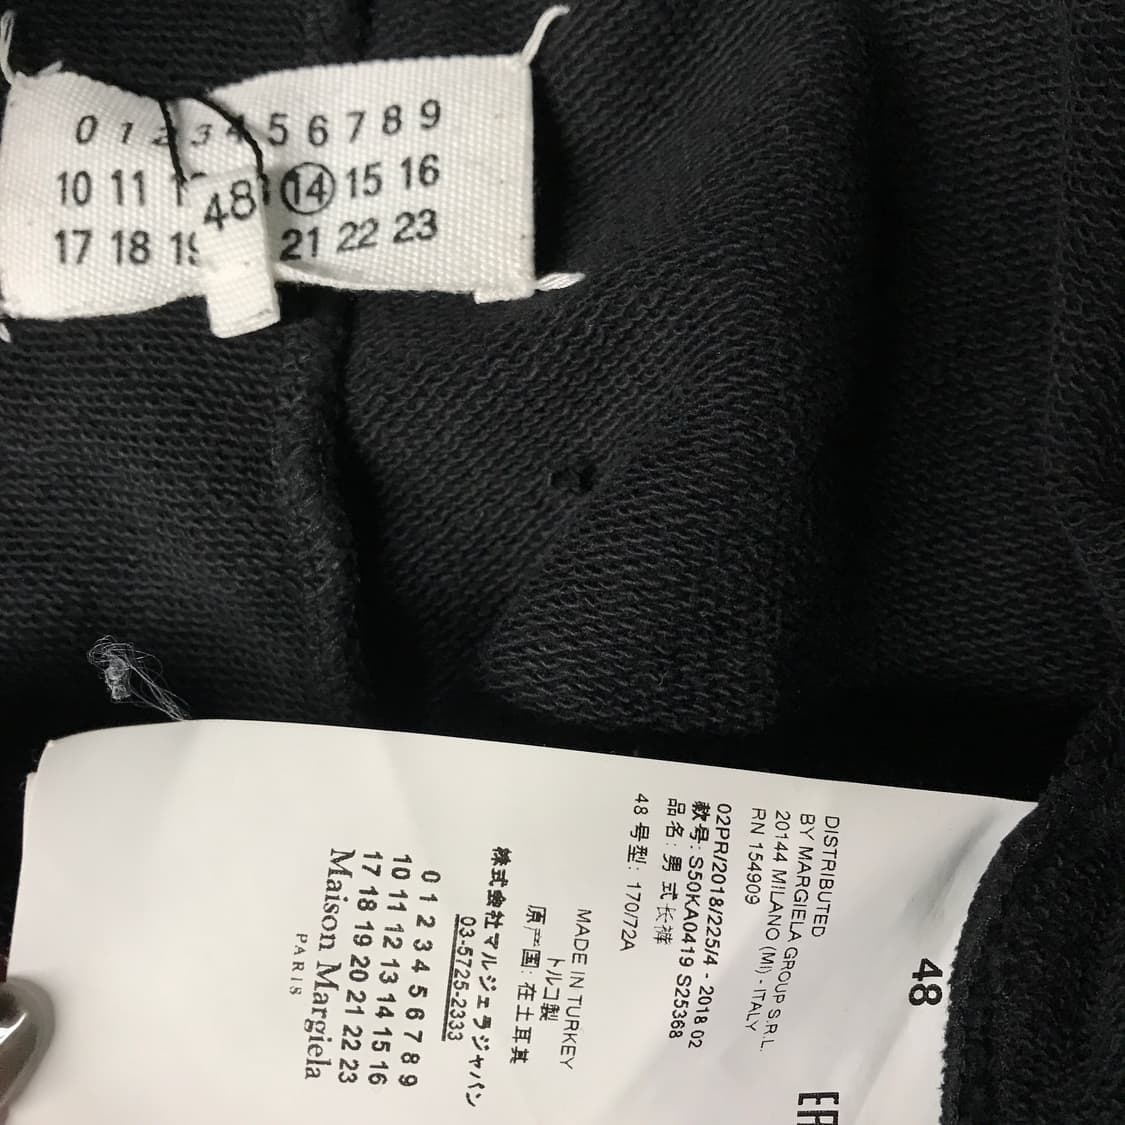 0 1 2 3 4 5 6 7 8 9
10 11 14 15 16
17 18 21 22 23
48
48
DISTRIBUTED
BY MARGIELA GROUP S.R.L.
20144 MILANO (MI) - ITALY
RN 154909
02PR/2018/225/4 - 2018 02
款号: S50KA0419 S25368
品名: 男 式 长裤
48 号型: 170/72A
MADE IN TURKEY
トルコ製
原产国: 在土耳其
株式会社マルジェラジャパン
03-5725-2333
0 1 2 3 4 5 6 7 8 9
10 11 12 13 14 15 16
17 18 19 20 21 22 23
Maison Margiela
PARIS